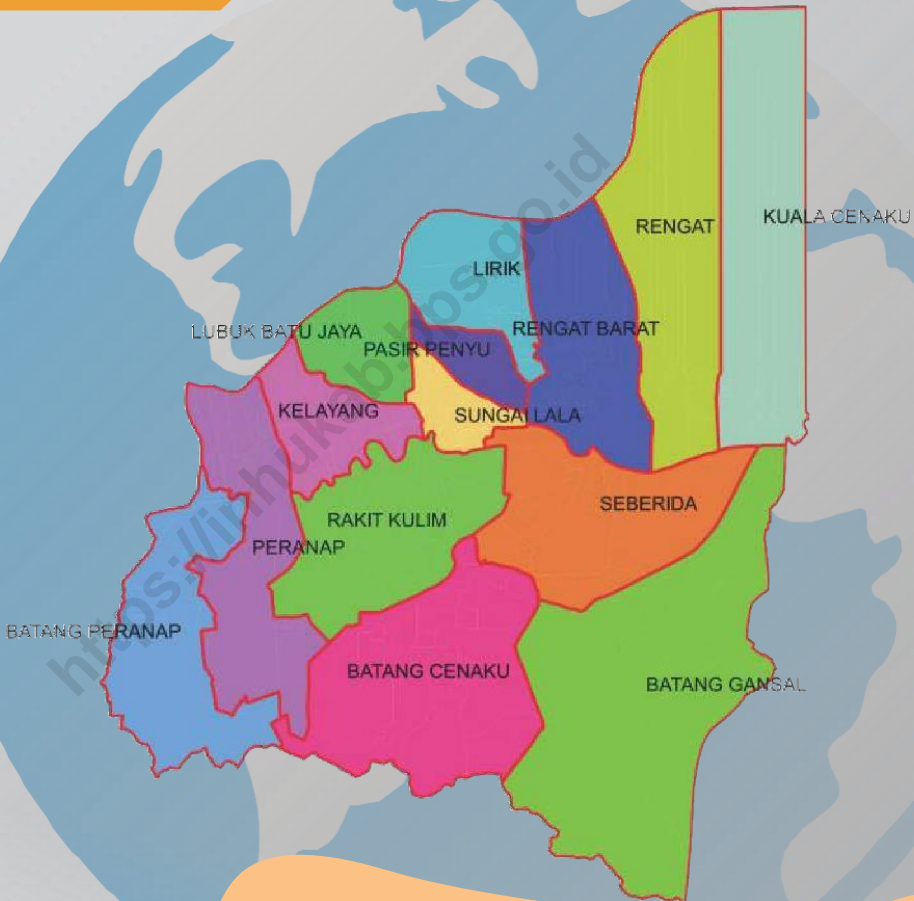 RENGAT
KUALA CENAKU
LIRIK
RENGAT BARAT
LUBUK BATU JAYA
PASIR PENYU
KELAYANG
SUNGAI LALA
SEBERIDA
RAKIT KULIM
PERANAP
BATANG PERANAP
BATANG CENAKU
BATANG GANSAL
https://inhukab.bps.go.id